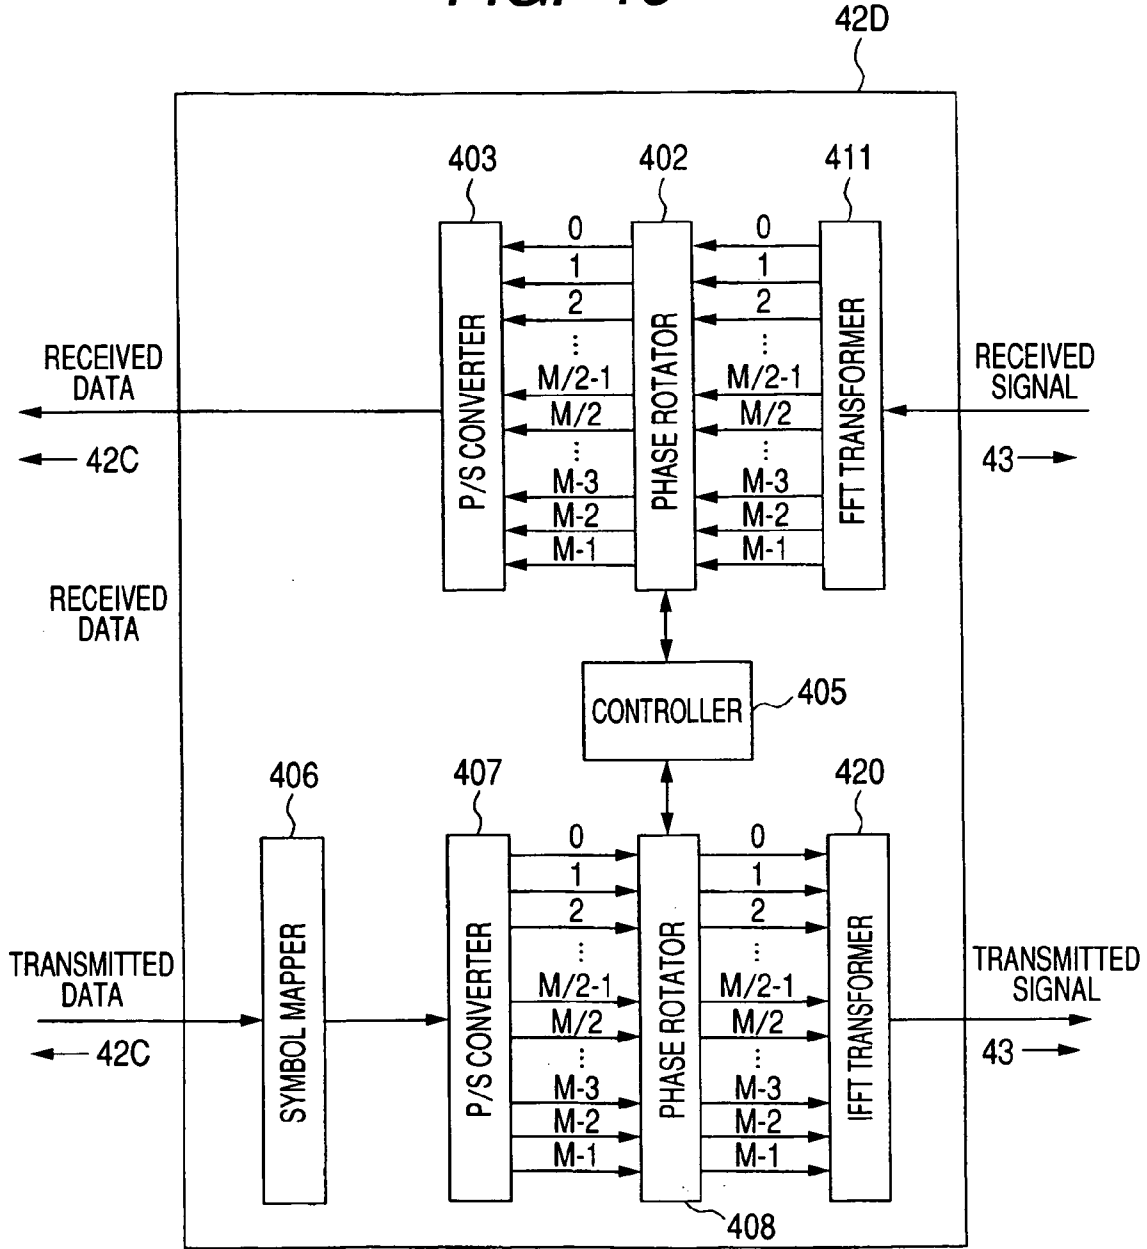 42D
403
402
411
0
0
1
1
2
2
...
...
M/2-1
M/2-1
M/2
M/2
...
...
M-3
M-3
M-2
M-2
M-1
M-1
P/S CONVERTER
PHASE ROTATOR
FFT TRANSFORMER
RECEIVED
DATA
42C
RECEIVED
SIGNAL
43
RECEIVED
DATA
CONTROLLER
405
406
407
420
0
0
1
1
2
2
...
...
M/2-1
M/2-1
M/2
M/2
...
...
M-3
M-3
M-2
M-2
M-1
M-1
SYMBOL MAPPER
P/S CONVERTER
PHASE ROTATOR
IFFT TRANSFORMER
TRANSMITTED
DATA
42C
TRANSMITTED
SIGNAL
43
408